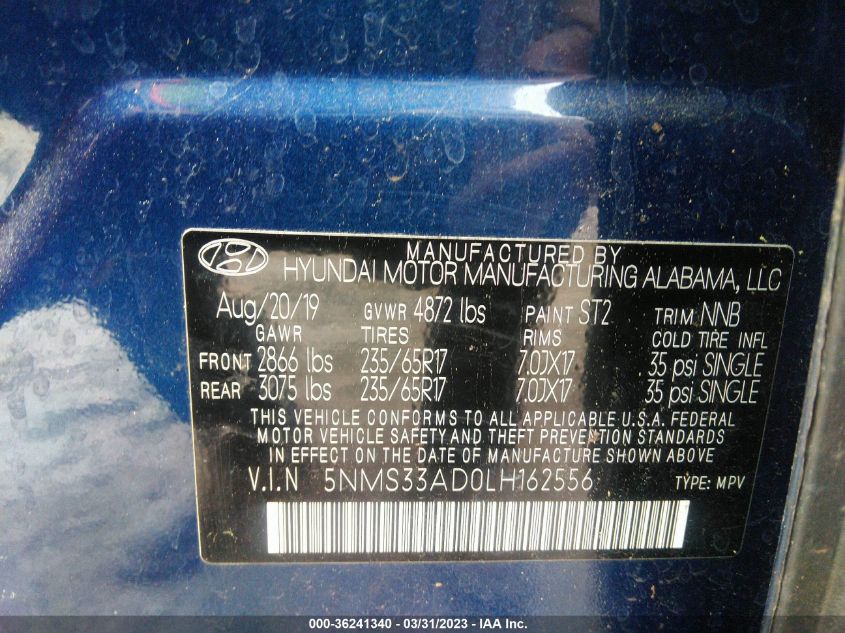 MANUFACTURED BY
HYUNDAI MOTOR MANUFACTURING ALABAMA, LLC
Aug/20/19 GVWR 4872 lbs PAINT ST2 TRIM NNB
GAWR TIRES RIMS COLD TIRE INFL
FRONT 2866 lbs 235/65R17 7.0JX17 35 psi SINGLE
REAR 3075 lbs 235/65R17 7.0JX17 35 psi SINGLE
THIS VEHICLE CONFORMS TO ALL APPLICABLE U.S.A. FEDERAL
MOTOR VEHICLE SAFETY AND THEFT PREVENTION STANDARDS
IN EFFECT ON THE DATE OF MANUFACTURE SHOWN ABOVE
V.I.N 5NMS33AD0LH162556 TYPE: MPV
000-36241340 - 03/31/2023 - IAA Inc.